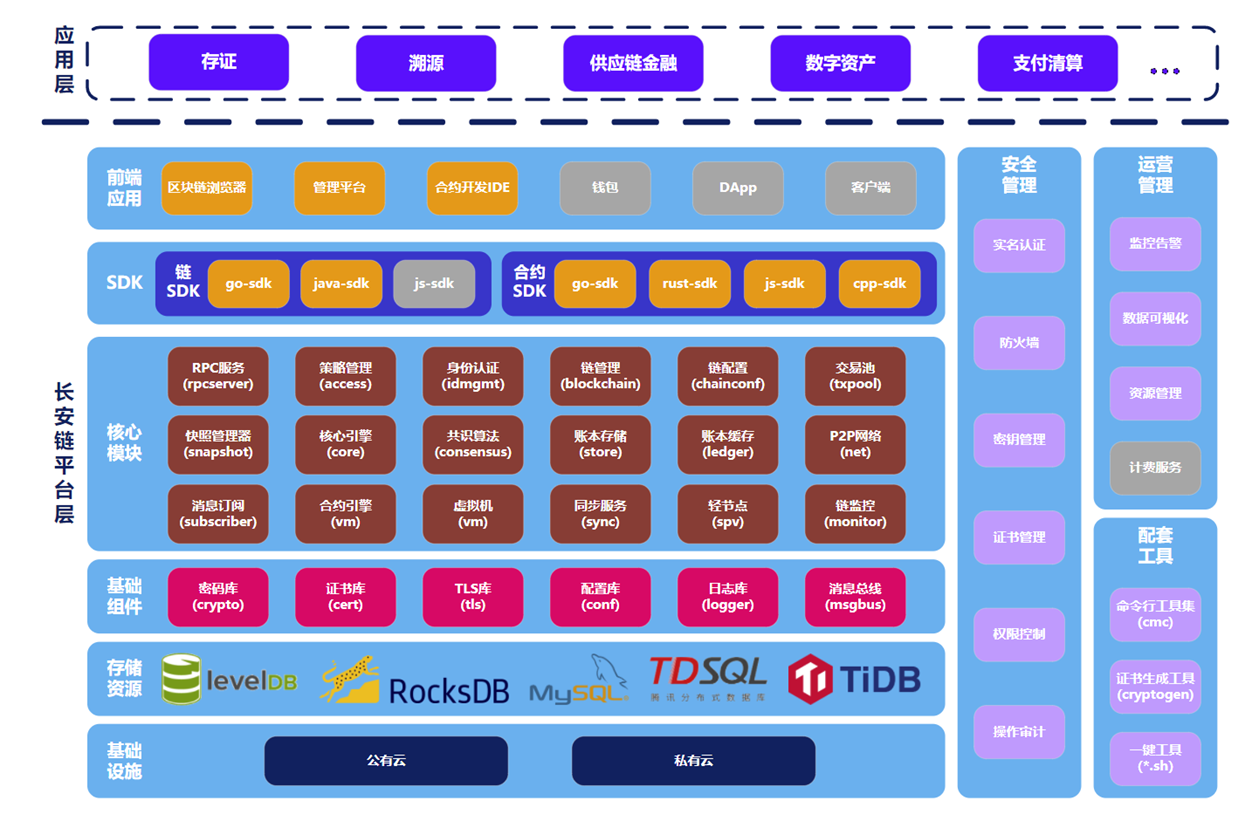 应用层
存证
溯源
供应链金融
数字资产
支付清算
...
长安链平台层
前端
应用
区块链浏览器
管理平台
合约开发IDE
钱包
DApp
客户端
SDK
链
SDK
go-sdk
java-sdk
js-sdk
合约
SDK
go-sdk
rust-sdk
js-sdk
cpp-sdk
核心
模块
RPC服务
(rpcserver)
策略管理
(access)
身份认证
(idmgmt)
链管理
(blockchain)
链配置
(chainconf)
交易池
(txpool)
快照管理器
(snapshot)
核心引擎
(core)
共识算法
(consensus)
账本存储
(store)
账本缓存
(ledger)
P2P网络
(net)
消息订阅
(subscriber)
合约引擎
(vm)
虚拟机
(vm)
同步服务
(sync)
轻节点
(spv)
链监控
(monitor)
基础
组件
密码库
(crypto)
证书库
(cert)
TLS库
(tls)
配置库
(conf)
日志库
(logger)
消息总线
(msgbus)
存储
资源
levelDB
RocksDB
MySQL
TDSQL
腾讯分布式数据库
TiDB
基础
设施
公有云
私有云
安全
管理
实名认证
防火墙
密钥管理
证书管理
权限控制
操作审计
运营
管理
监控告警
数据可视化
资源管理
计费服务
配套
工具
命令行工具集
(cmc)
证书生成工具
(cryptogen)
一键工具
(*.sh)